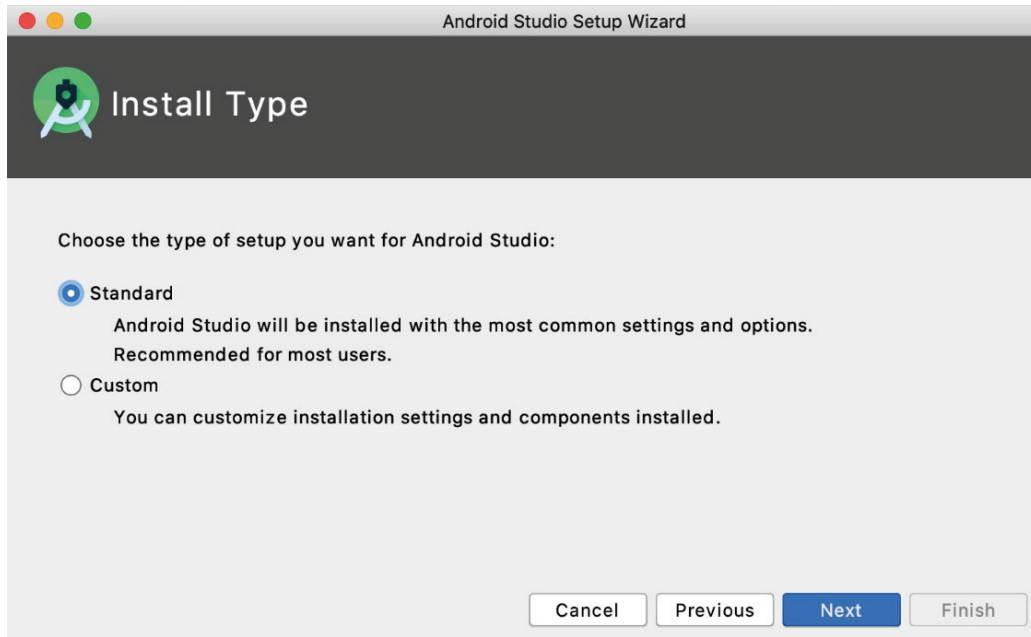 Android Studio Setup Wizard
Install Type
Choose the type of setup you want for Android Studio:
Standard
Android Studio will be installed with the most common settings and options.
Recommended for most users.
Custom
You can customize installation settings and components installed.
Cancel Previous Next Finish